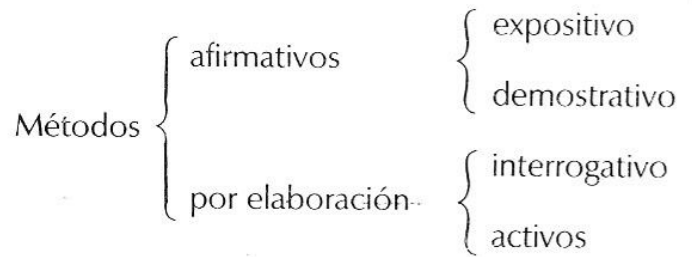 expositivo
afirmativos
demostrativo
Métodos
interrogativo
por elaboración
activos